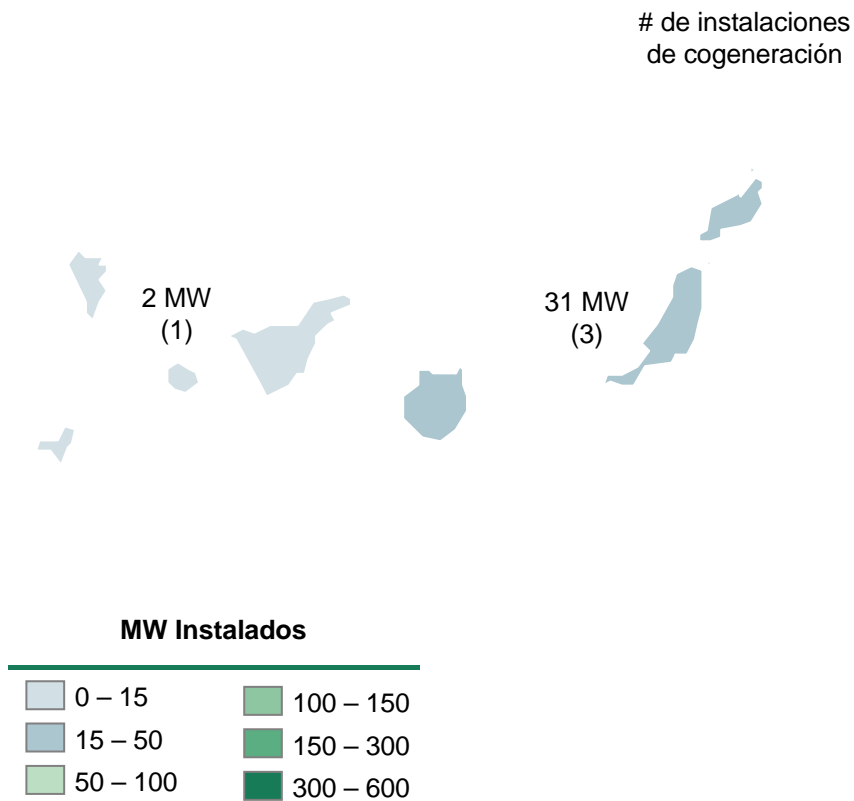 # de instalaciones
de cogeneración
2 MW
(1)
31 MW
(3)
MW Instalados
0 – 15
15 – 50
50 – 100
100 – 150
150 – 300
300 – 600